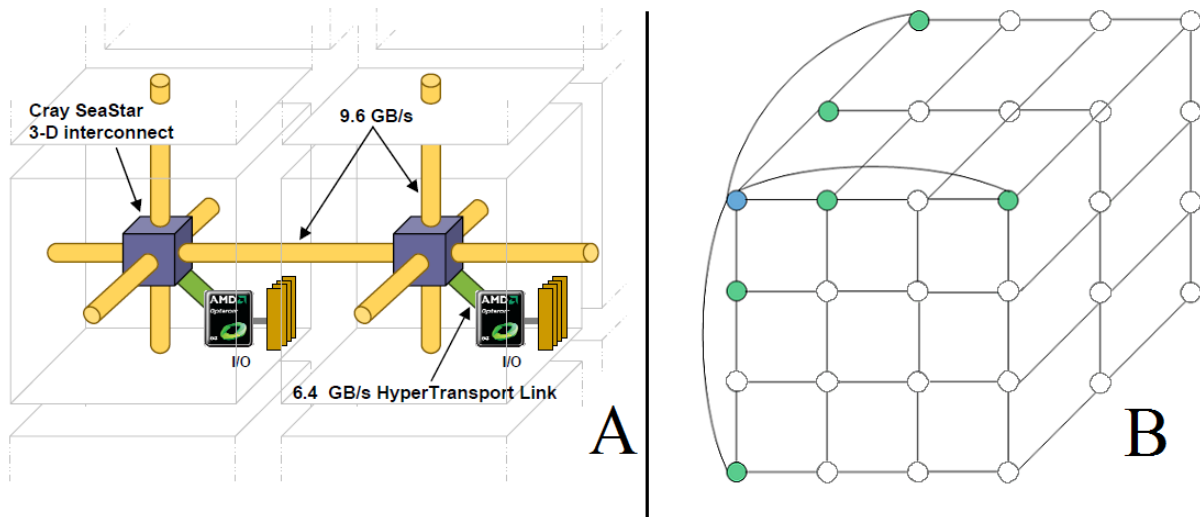 Cray SeaStar
3-D interconnect
9.6 GB/s
AMD
Opteron
I/O
AMD
Opteron
I/O
6.4 GB/s HyperTransport Link
A
B